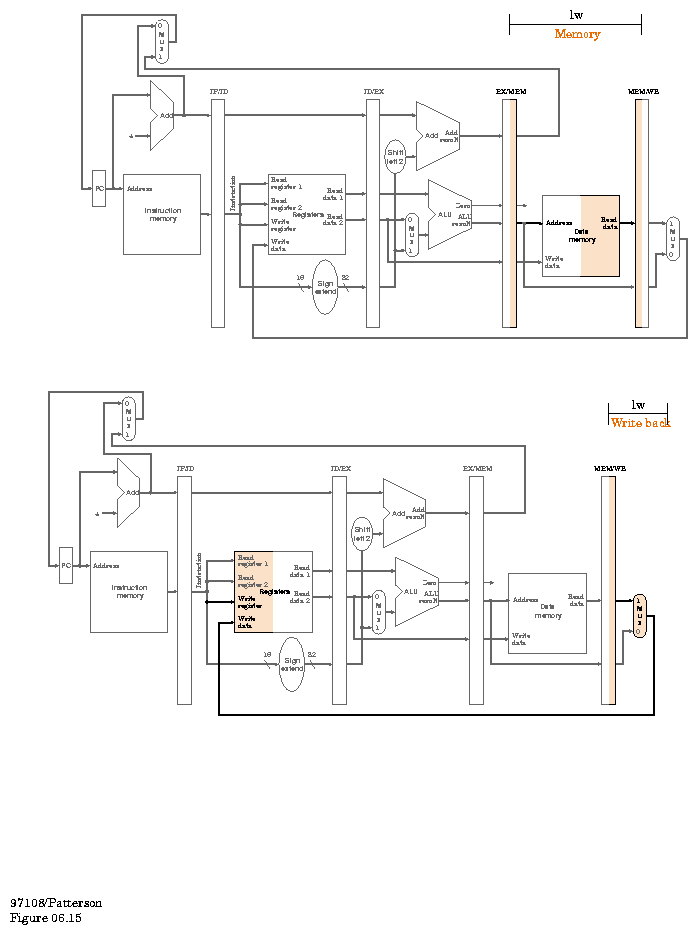 lw
Memory
0
M
u
x
1
IF/ID
ID/EX
EX/MEM
MEM/WB
Add
4
Shift
left 2
Add
Add
result
PC
Address
Instruction
memory
Instruction
Read
register 1
Read
register 2
Write
register
Write
data
Registers
Read
data 1
Read
data 2
0
M
u
x
1
Zero
ALU
ALU
result
Address
Read
data
Data
memory
Write
data
1
M
u
x
0
16
Sign
extend
32
lw
Write back
0
M
u
x
1
IF/ID
ID/EX
EX/MEM
MEM/WB
Add
4
Shift
left 2
Add
Add
result
PC
Address
Instruction
memory
Instruction
Read
register 1
Read
register 2
Write
register
Write
data
Registers
Read
data 1
Read
data 2
0
M
u
x
1
Zero
ALU
ALU
result
Address
Read
data
Data
memory
Write
data
1
M
u
x
0
16
Sign
extend
32
97108/Patterson
Figure 06.15